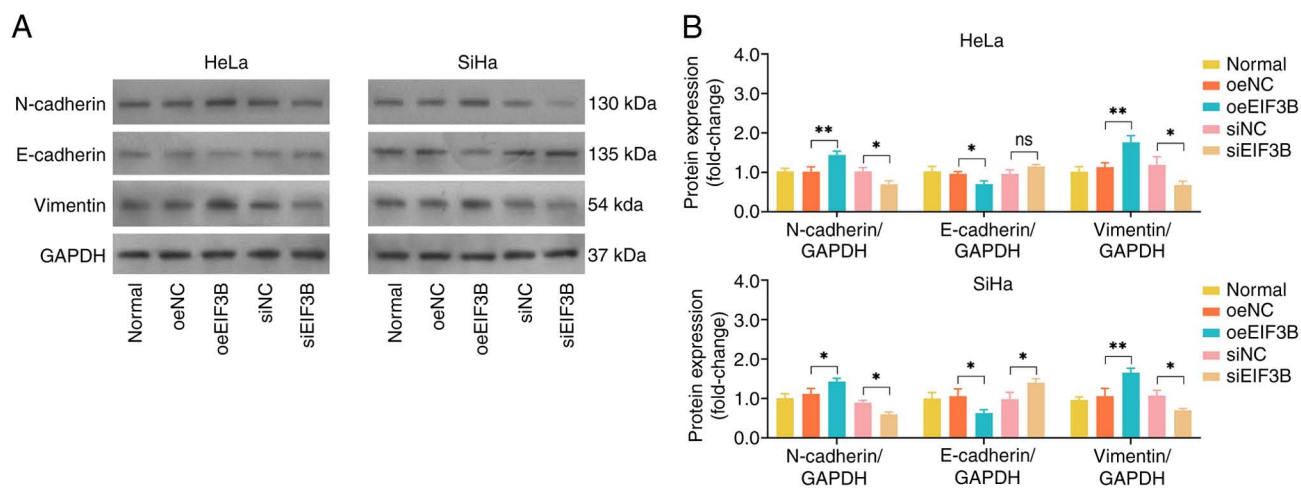 A
HeLa
SiHa
N-cadherin
130 kDa
E-cadherin
135 kDa
Vimentin
54 kda
GAPDH
37 kDa
Normal
oeNC
oeEIF3B
siNC
siEIF3B
Normal
oeNC
oeEIF3B
siNC
siEIF3B
B
HeLa
Protein expression
(fold-change)
4.0
3.0
2.0
1.0
0.0
**
*
*
ns
**
*
N-cadherin/
GAPDH
E-cadherin/
GAPDH
Vimentin/
GAPDH
Normal
oeNC
oeEIF3B
siNC
siEIF3B
SiHa
Protein expression
(fold-change)
4.0
3.0
2.0
1.0
0.0
*
*
*
*
**
*
N-cadherin/
GAPDH
E-cadherin/
GAPDH
Vimentin/
GAPDH
Normal
oeNC
oeEIF3B
siNC
siEIF3B